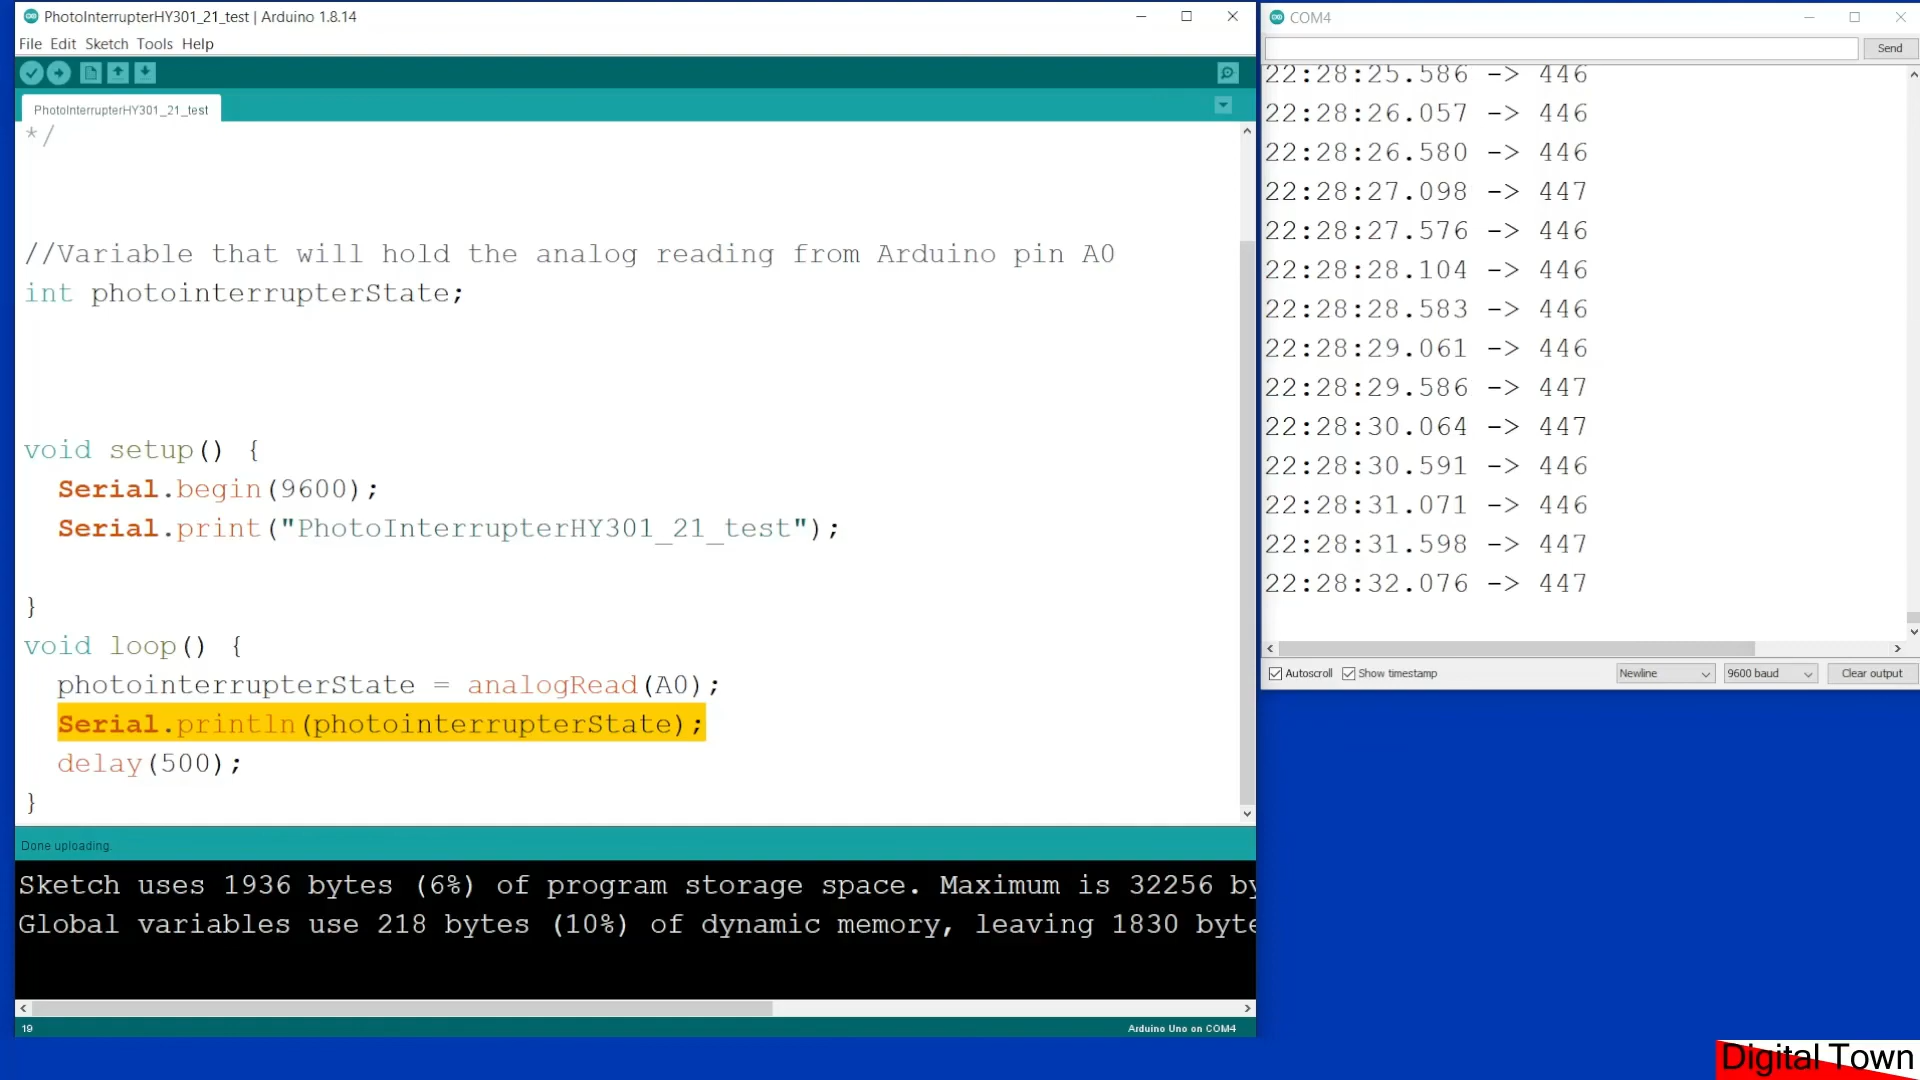 PhotoInterrupterHY301_21_test | Arduino 1.8.14
File Edit Sketch Tools Help
PhotoInterrupterHY301_21_test
*/
//Variable that will hold the analog reading from Arduino pin A0
int photointerrupterState;
void setup() {
  Serial.begin(9600);
  Serial.print("PhotoInterrupterHY301_21_test");
}
void loop() {
  photointerrupterState = analogRead(A0);
  Serial.println(photointerrupterState);
  delay(500);
}
Done uploading.
Sketch uses 1936 bytes (6%) of program storage space. Maximum is 32256 by
Global variables use 218 bytes (10%) of dynamic memory, leaving 1830 byte
19
Arduino Uno on COM4
COM4
Send
22:28:25.586 -> 446
22:28:26.057 -> 446
22:28:26.580 -> 446
22:28:27.098 -> 447
22:28:27.576 -> 446
22:28:28.104 -> 446
22:28:28.583 -> 446
22:28:29.061 -> 446
22:28:29.586 -> 447
22:28:30.064 -> 447
22:28:30.591 -> 446
22:28:31.071 -> 446
22:28:31.598 -> 447
22:28:32.076 -> 447
Autoscroll Show timestamp Newline 9600 baud Clear output
Digital Town